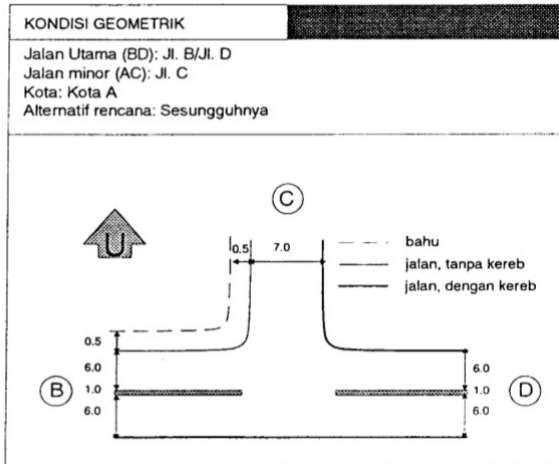 KONDISI GEOMETRIK
Jalan Utama (BD): Jl. B/Jl. D
Jalan minor (AC): Jl. C
Kota: Kota A
Alternatif rencana: Sesungguhnya
C
U
0.5 7.0
bahu
jalan, tanpa kereb
jalan, dengan kereb
0.5
6.0 6.0
B 1.0 1.0 D
6.0 6.0